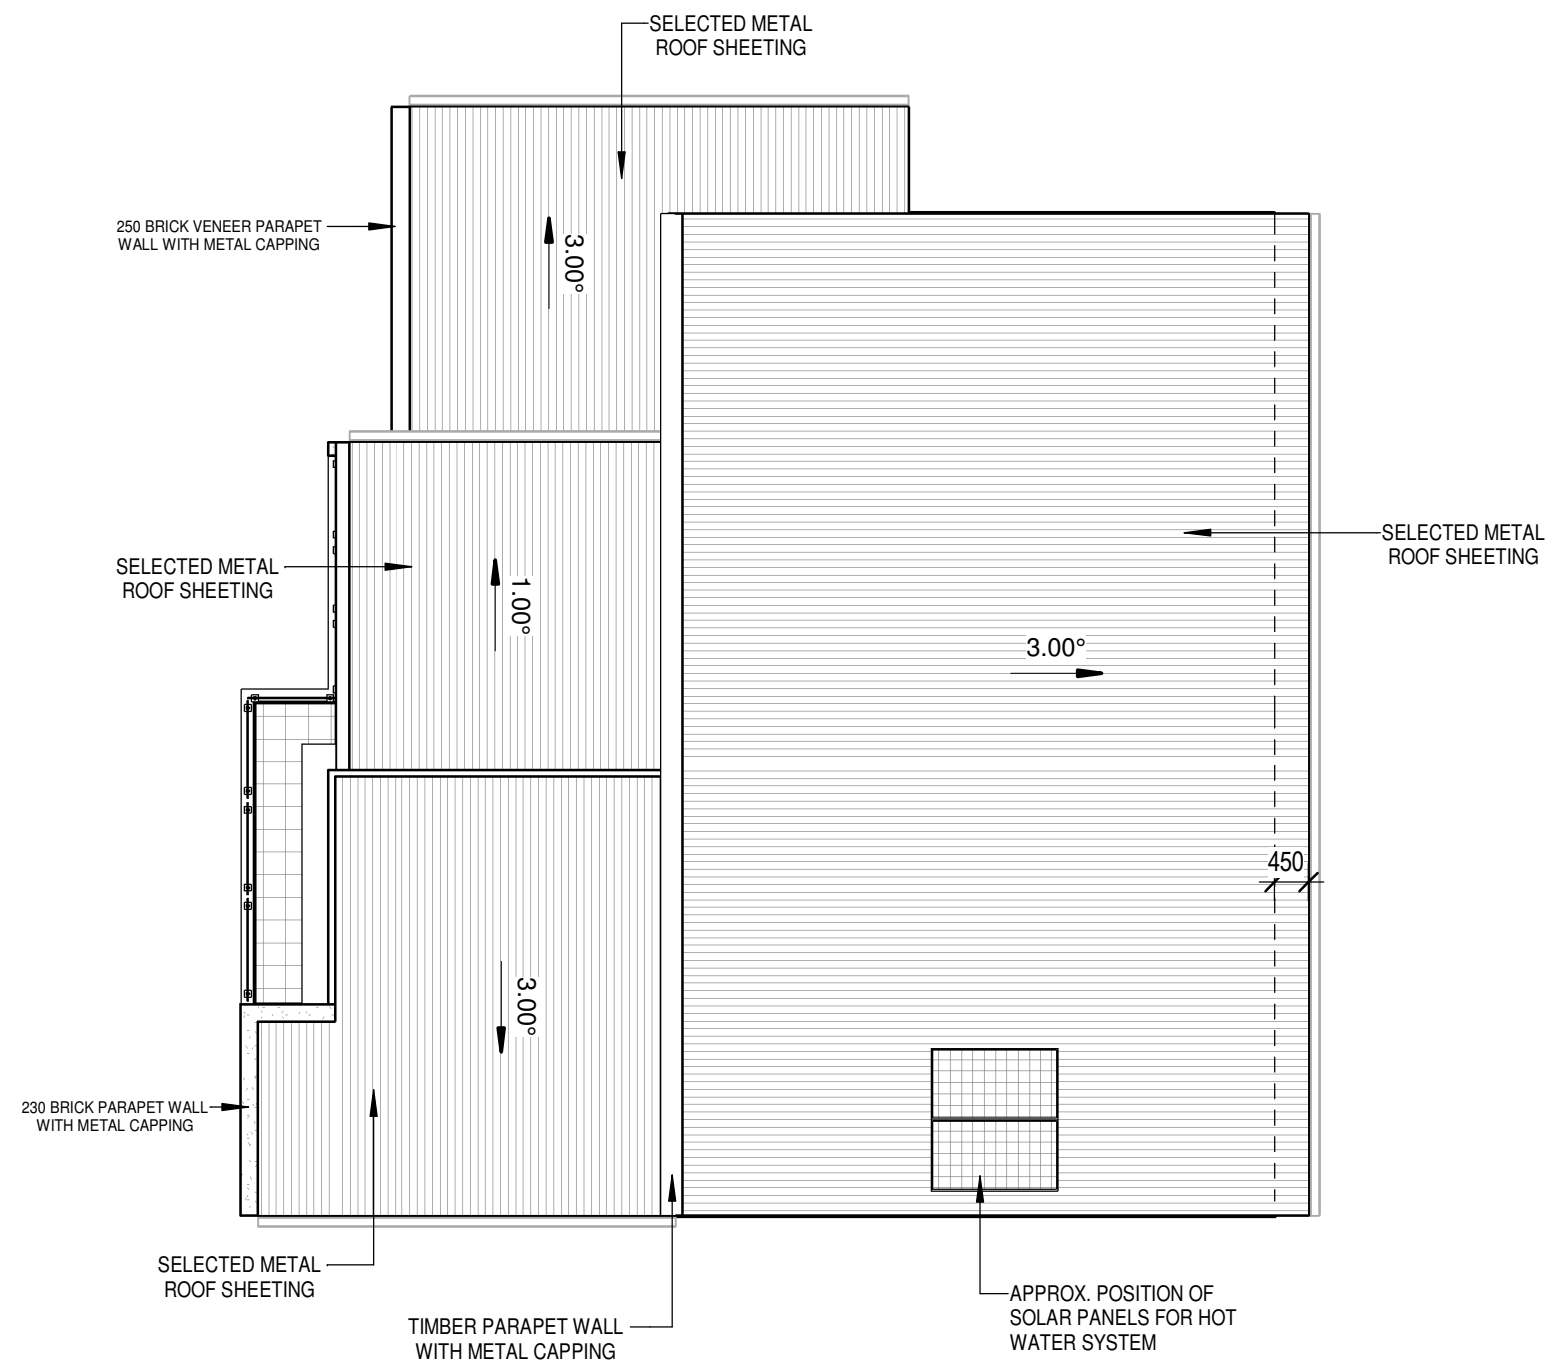 SELECTED METAL
ROOF SHEETING
250 BRICK VENEER PARAPET
WALL WITH METAL CAPPING
3.00°
SELECTED METAL
ROOF SHEETING
SELECTED METAL
ROOF SHEETING
1.00°
3.00°
450
3.00°
230 BRICK PARAPET WALL
WITH METAL CAPPING
SELECTED METAL
ROOF SHEETING
TIMBER PARAPET WALL
WITH METAL CAPPING
APPROX. POSITION OF
SOLAR PANELS FOR HOT
WATER SYSTEM